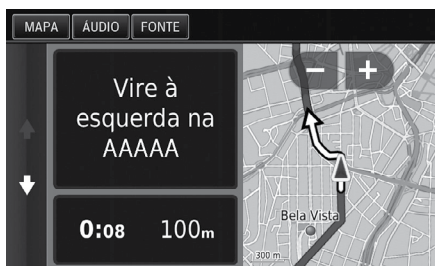 MAPA ÁUDIO FONTE
Vire à
esquerda na
AAAAA
0:08 100m
Bela Vista
300 m